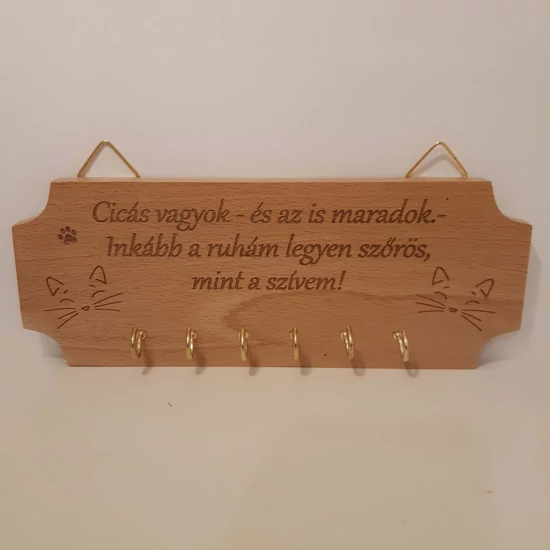 Cicás vagyok - és az is maradok.-
Inkább a ruhám legyen szőrös,
mint a szívem!